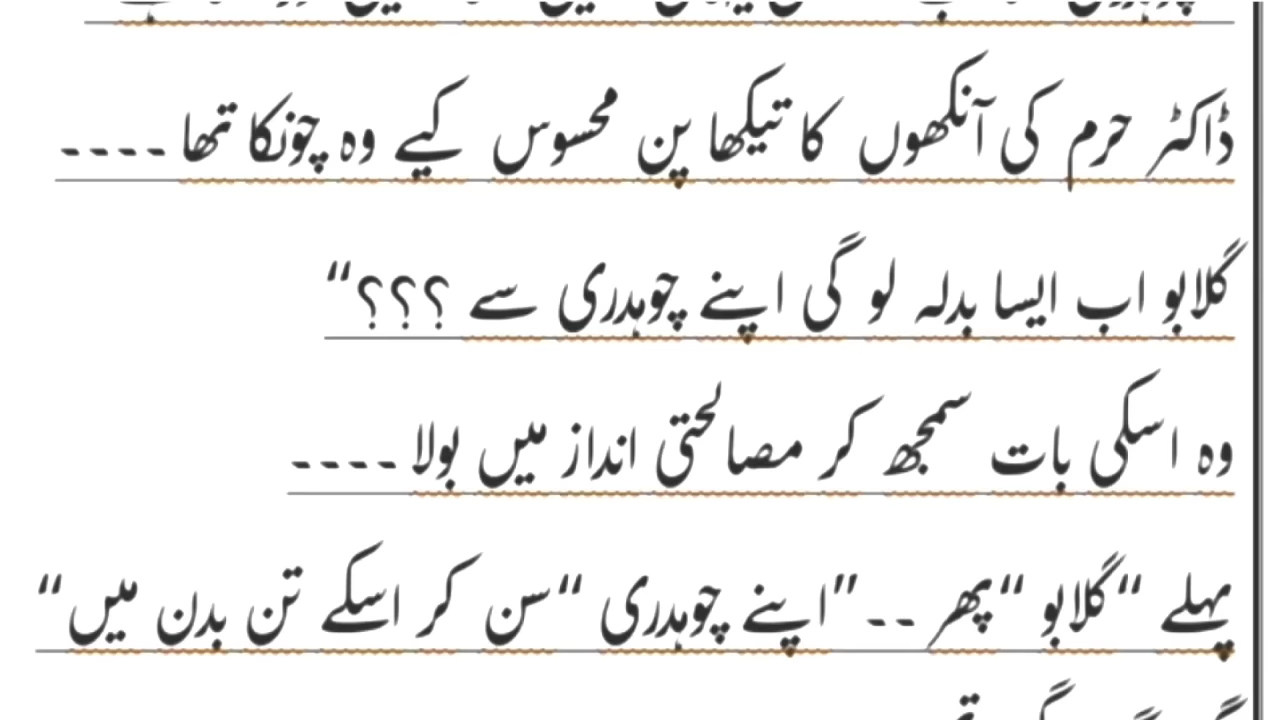 ڈاکٹر حرم کی آنکھوں کا تیکھا پن محسوس کیے وہ چونکا تھا ----
گلابو اب ایسا بدلہ لو گی اپنے چوہدری سے ؟؟؟“
وہ اسکی بات سمجھ کر مصالحتی انداز میں بولا ----
پہلے “گلابو “پھر -- ”اپنے چوہدری “سن کر اسکے تن بدن میں“